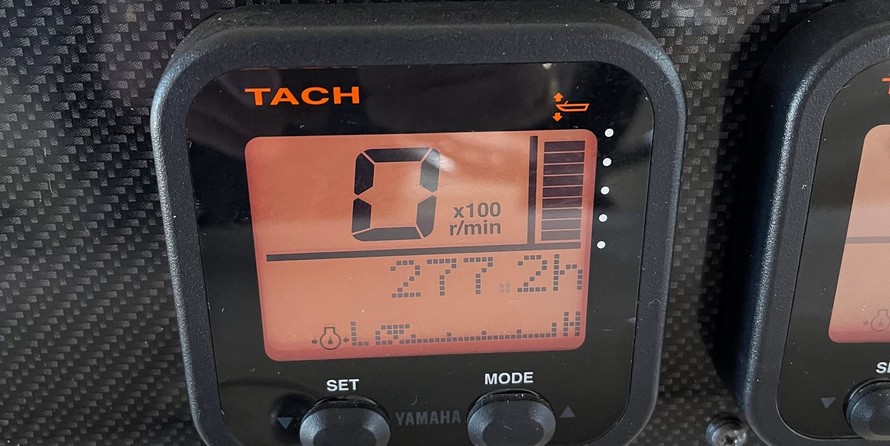 TACH
0
x100
r/min
277.2h
L H
SET MODE
YAMAHA